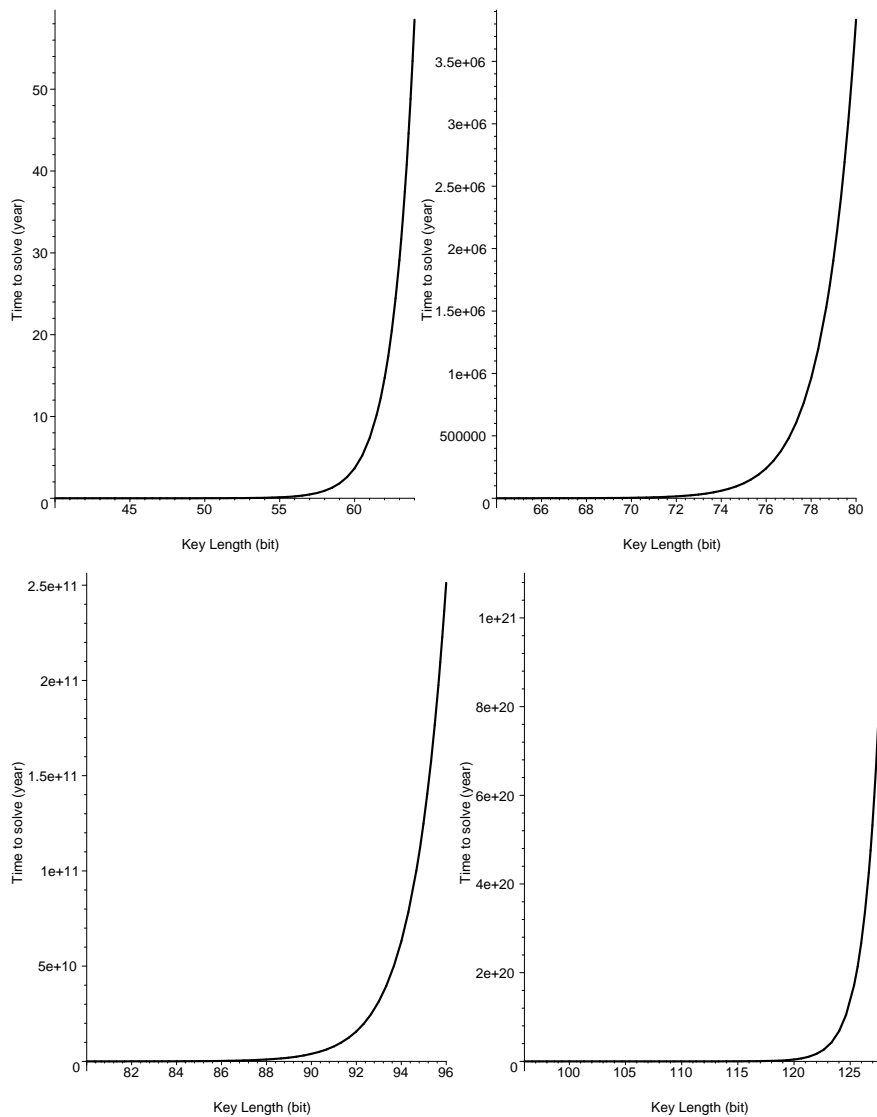 50
40
30
20
10
0
45
50
55
60
Time to solve (year)
Key Length (bit)
3.5e+06
3e+06
2.5e+06
2e+06
1.5e+06
1e+06
500000
0
66
68
70
72
74
76
78
80
Time to solve (year)
Key Length (bit)
2.5e+11
2e+11
1.5e+11
1e+11
5e+10
0
82
84
86
88
90
92
94
96
Time to solve (year)
Key Length (bit)
1e+21
8e+20
6e+20
4e+20
2e+20
0
100
105
110
115
120
125
Time to solve (year)
Key Length (bit)